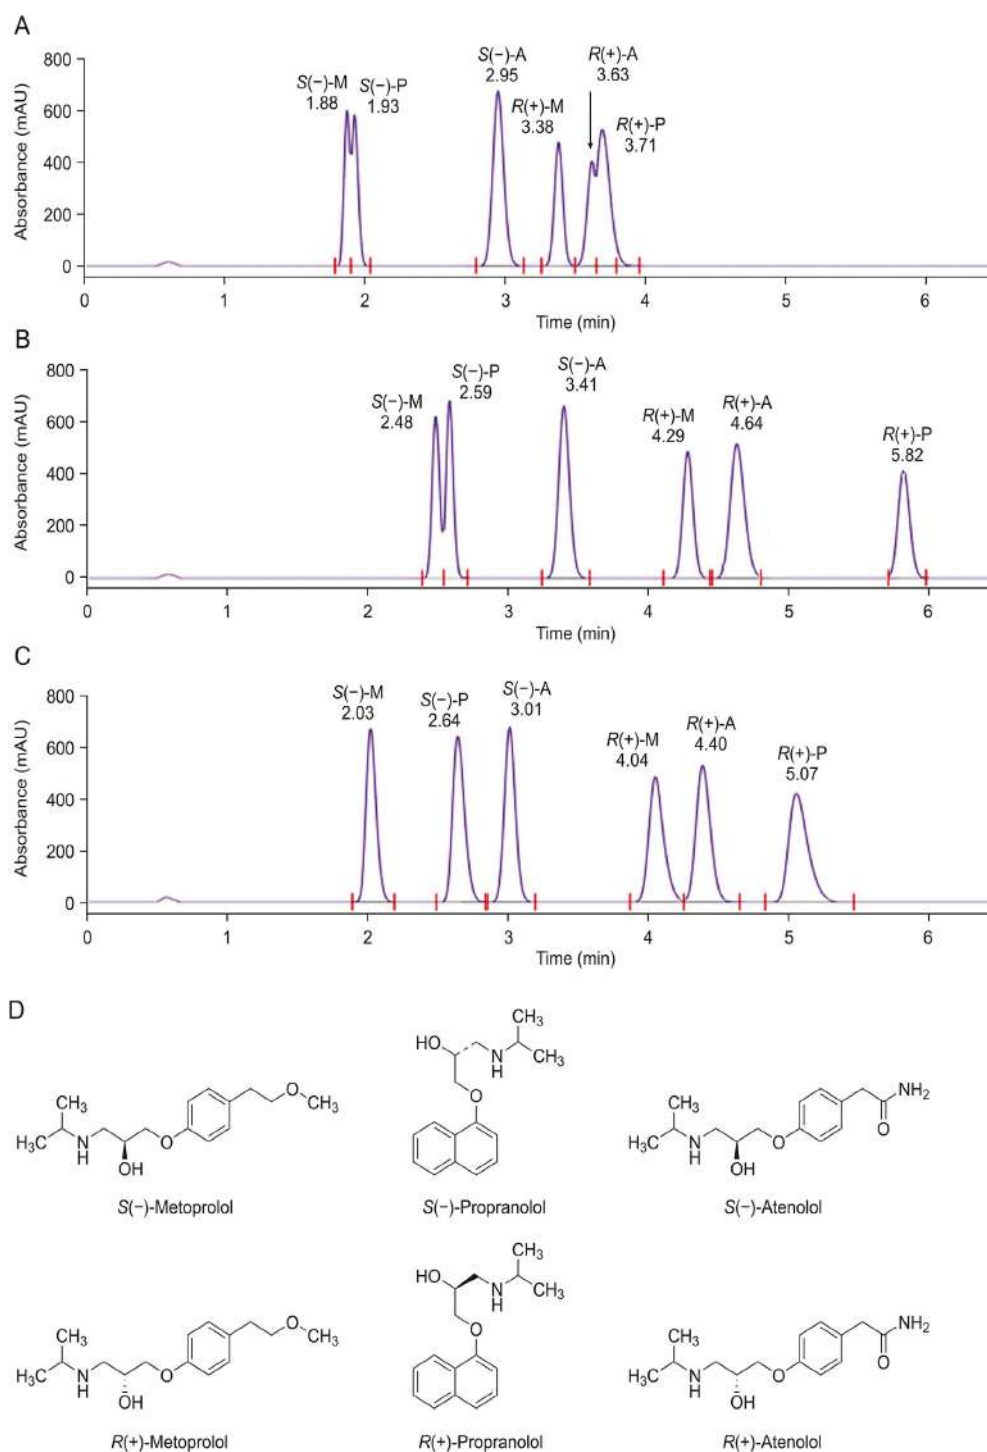 A
Absorbance (mAU)
800
600
400
200
0
S(−)-M
1.88
S(−)-P
1.93
S(−)-A
2.95
R(+)-M
3.38
R(+)-A
3.63
R(+)-P
3.71
0 1 2 3 4 5 6
Time (min)
B
Absorbance (mAU)
800
600
400
200
0
S(−)-M
2.48
S(−)-P
2.59
S(−)-A
3.41
R(+)-M
4.29
R(+)-A
4.64
R(+)-P
5.82
0 1 2 3 4 5 6
Time (min)
C
Absorbance (mAU)
800
600
400
200
0
S(−)-M
2.03
S(−)-P
2.64
S(−)-A
3.01
R(+)-M
4.04
R(+)-A
4.40
R(+)-P
5.07
0 1 2 3 4 5 6
Time (min)
D
CH₃
H₃C
N
H
OH
O
O
CH₃
S(−)-Metoprolol
HO
N
H
CH₃
CH₃
O
S(−)-Propranolol
CH₃
H₃C
N
H
OH
O
NH₂
O
S(−)-Atenolol
CH₃
H₃C
N
H
OH
O
O
CH₃
R(+)-Metoprolol
HO
N
H
CH₃
CH₃
O
R(+)-Propranolol
CH₃
H₃C
N
H
OH
O
NH₂
O
R(+)-Atenolol